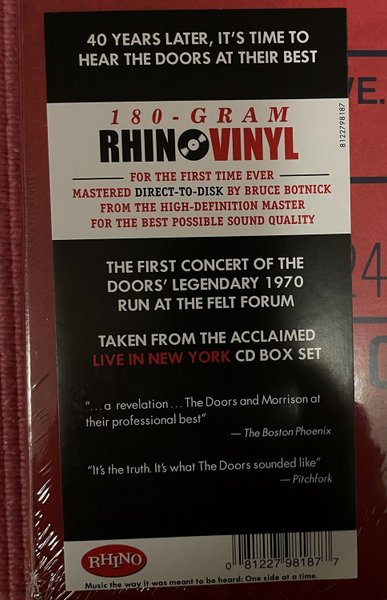 40 YEARS LATER, IT'S TIME TO
HEAR THE DOORS AT THEIR BEST
180-GRAM
RHINO VINYL
FOR THE FIRST TIME EVER
MASTERED DIRECT-TO-DISK BY BRUCE BOTNICK
FROM THE HIGH-DEFINITION MASTER
FOR THE BEST POSSIBLE SOUND QUALITY
8122798187
THE FIRST CONCERT OF THE
DOORS' LEGENDARY 1970
RUN AT THE FELT FORUM
TAKEN FROM THE ACCLAIMED
LIVE IN NEW YORK CD BOX SET
"...a revelation...The Doors and Morrison at
their professional best"
— The Boston Phoenix
"It's the truth. It's what The Doors sounded like"
— Pitchfork
RHINO
0 81227 98187 7
Music the way it was meant to be heard: One side at a time.
VE.
24